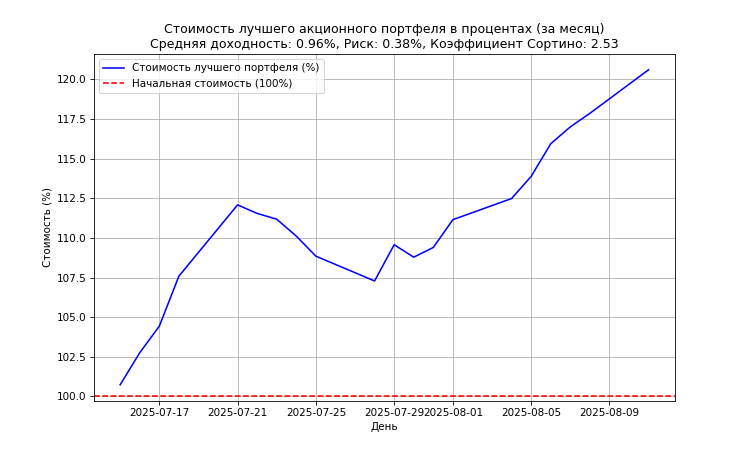 Стоимость лучшего акционного портфеля в процентах (за месяц)
Средняя доходность: 0.96%, Риск: 0.38%, Коэффициент Сортино: 2.53
Стоимость лучшего портфеля (%)
Начальная стоимость (100%)
Стоимость (%)
120.0
117.5
115.0
112.5
110.0
107.5
105.0
102.5
100.0
2025-07-17 2025-07-21 2025-07-25 2025-07-29 2025-08-01 2025-08-05 2025-08-09
День